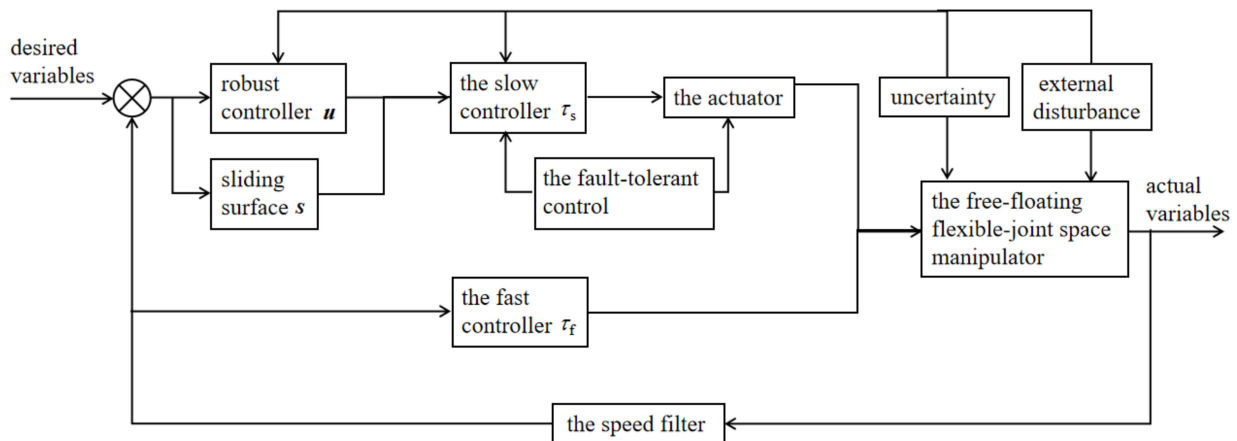 desired
variables
robust
controller u
sliding
surface s
the slow
controller τs
the fault-tolerant
control
the actuator
uncertainty
external
disturbance
the free-floating
flexible-joint space
manipulator
actual
variables
the fast
controller τf
the speed filter